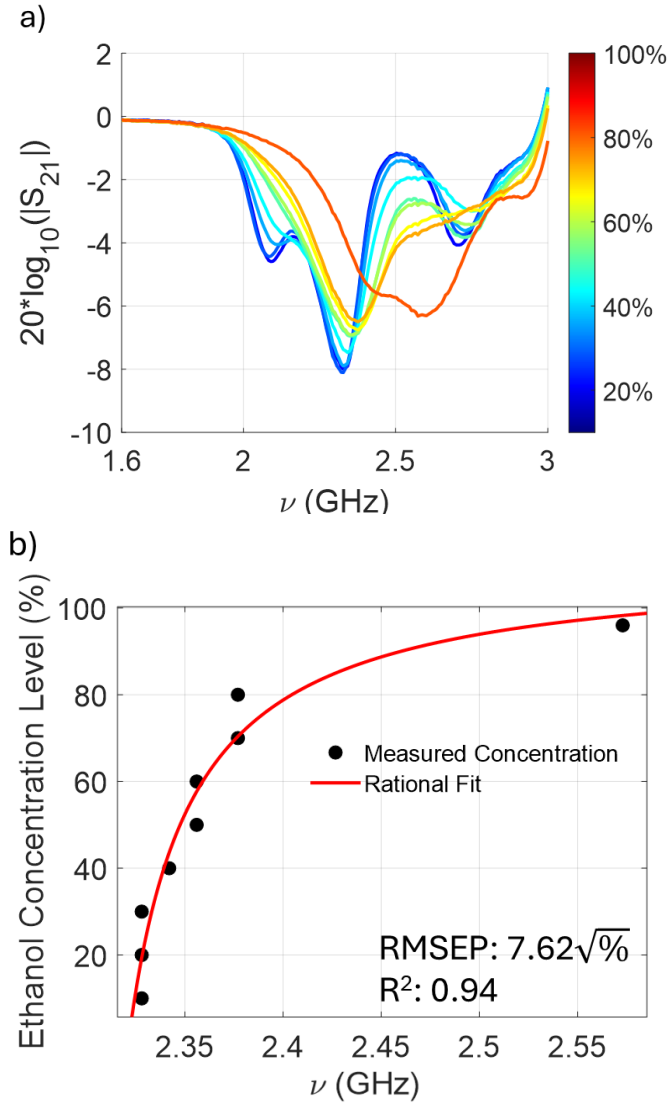 a)
2
0
-2
-4
-6
-8
-10
20*log10(|S21|)
1.6
2
2.5
3
ν (GHz)
100%
80%
60%
40%
20%
b)
100
80
60
40
20
Ethanol Concentration Level (%)
Measured Concentration
Rational Fit
RMSEP: 7.62√%
R²: 0.94
2.35
2.4
2.45
2.5
2.55
ν (GHz)